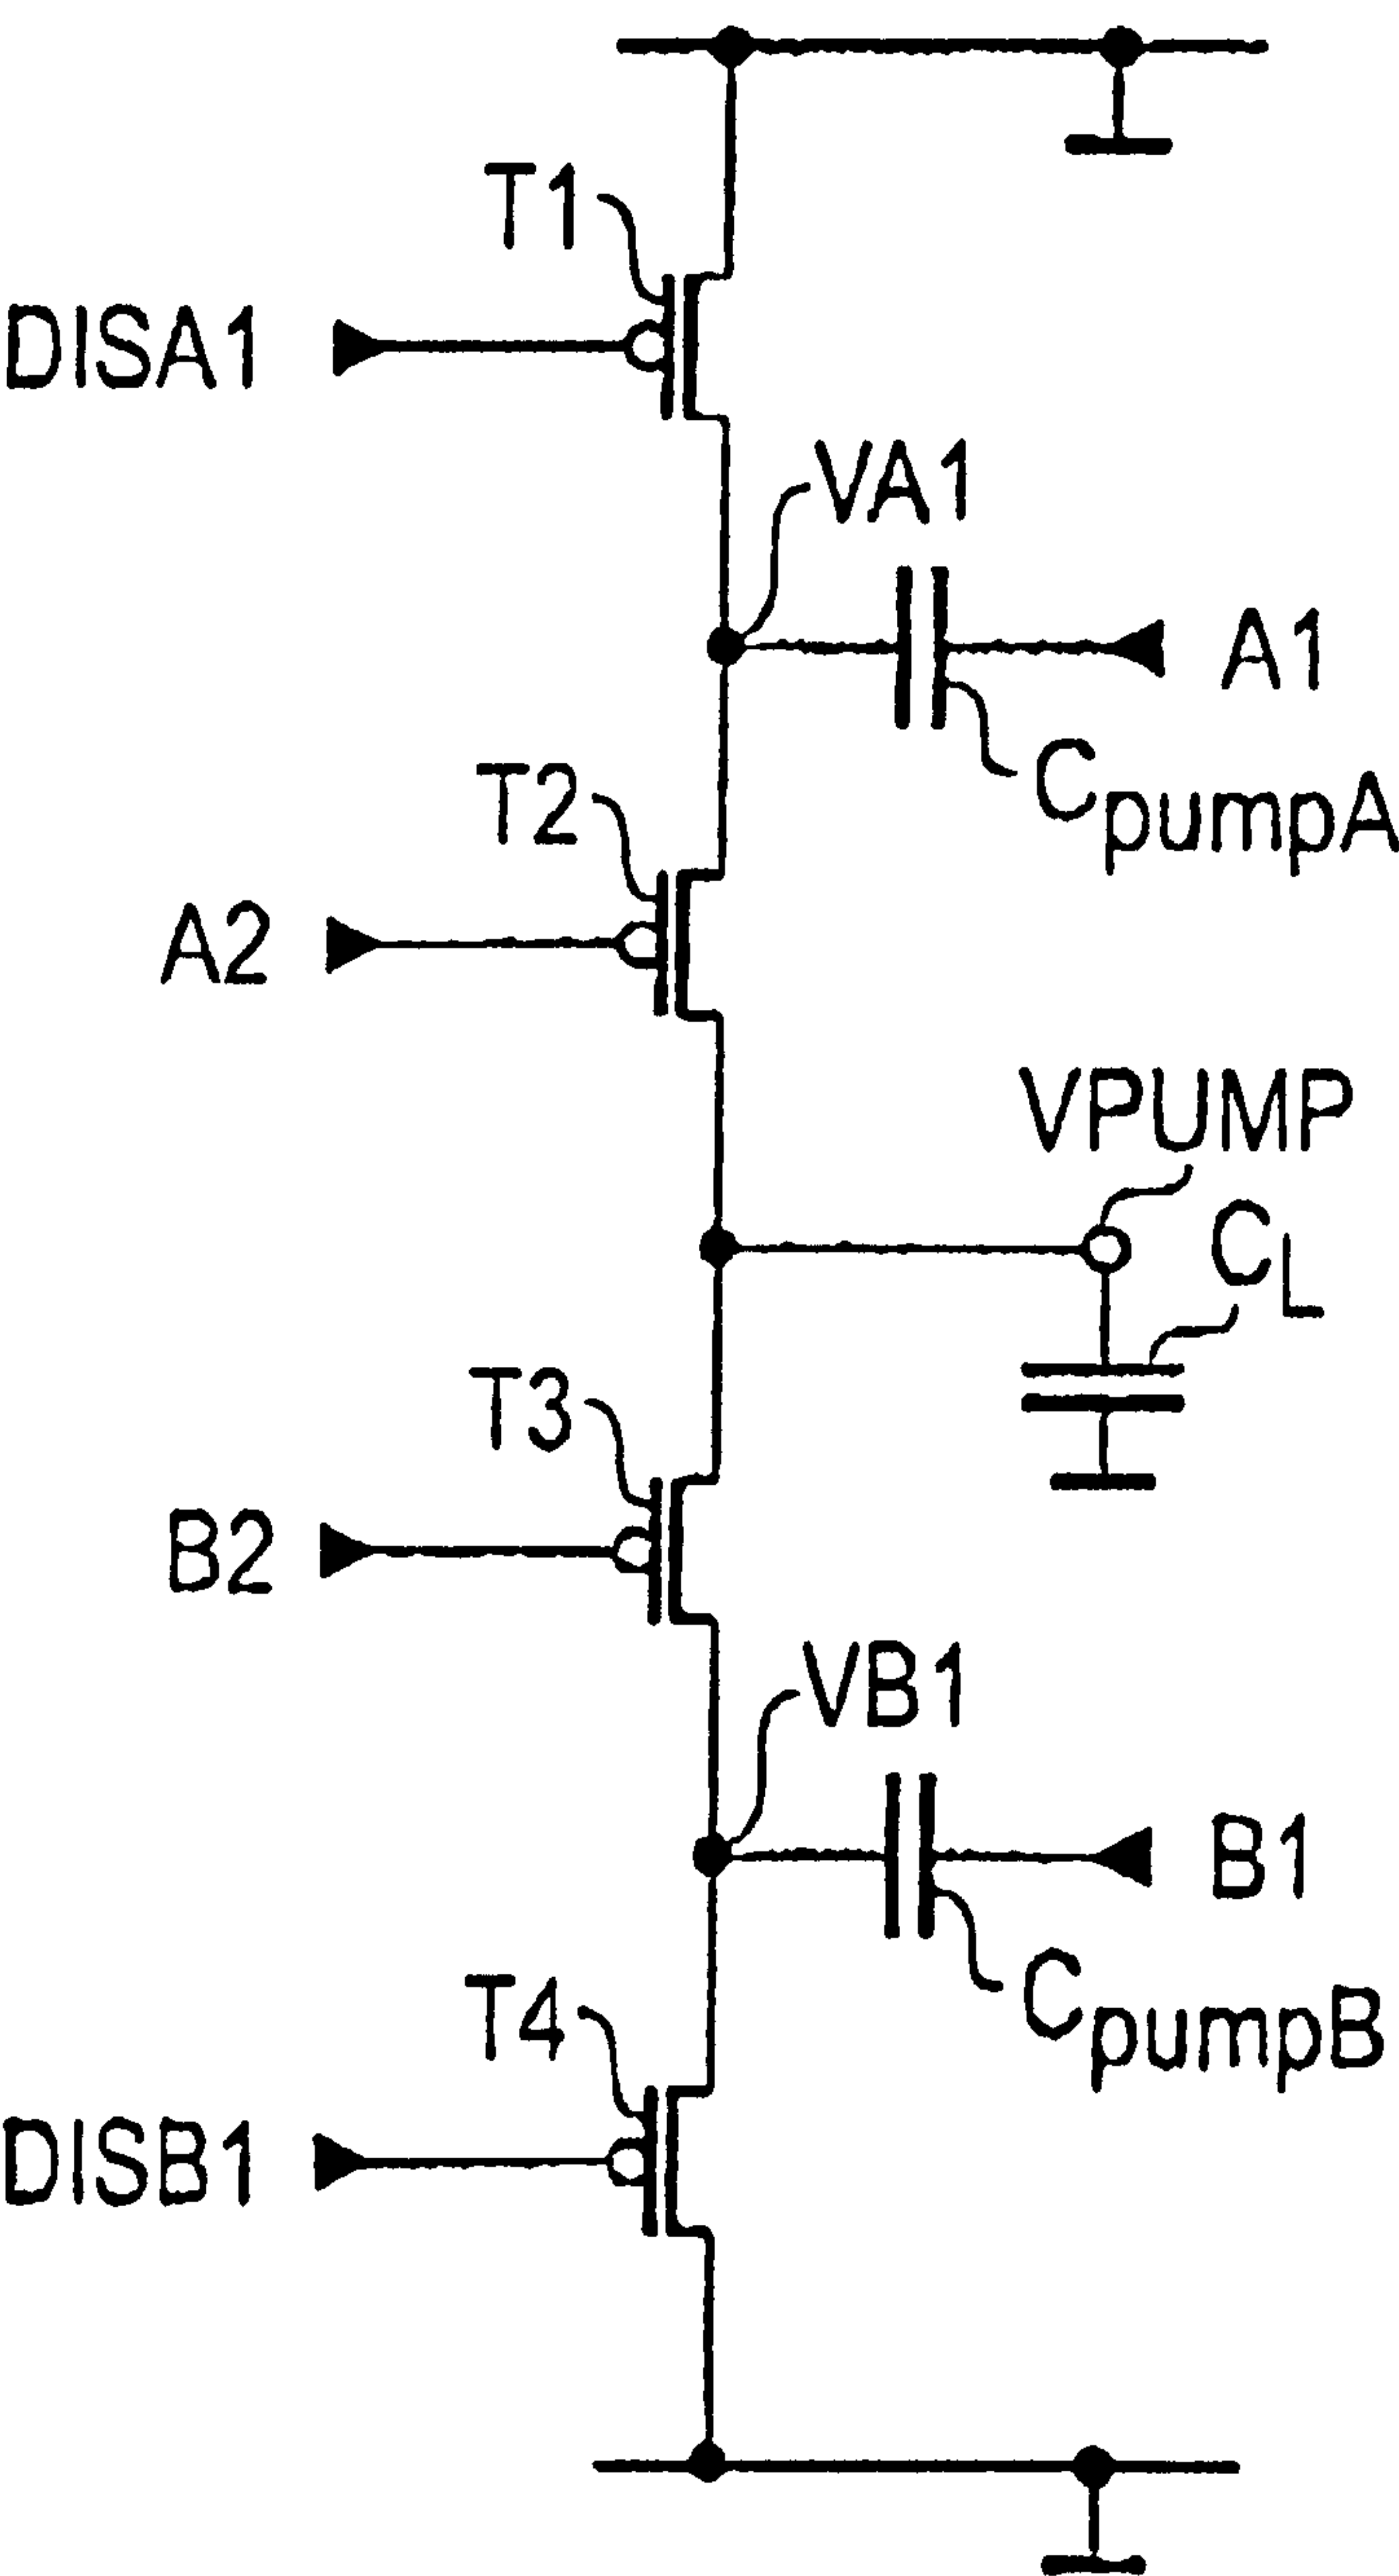 T1
DISA1
VA1
A1
CpumpA
T2
A2
VPUMP
CL
T3
B2
VB1
B1
CpumpB
T4
DISB1